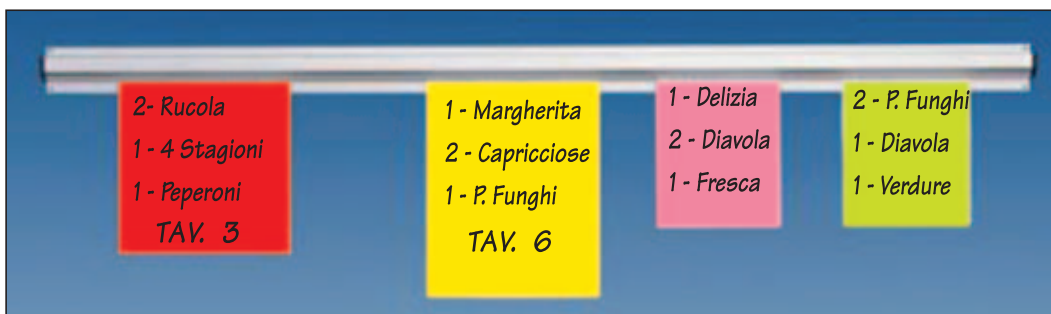 2- Rucola
1 - 4 Stagioni
1 - Peperoni
TAV. 3
1 - Margherita
2 - Capricciose
1 - P. Funghi
TAV. 6
1 - Delizia
2 - Diavola
1 - Fresca
2 - P. Funghi
1 - Diavola
1 - Verdure